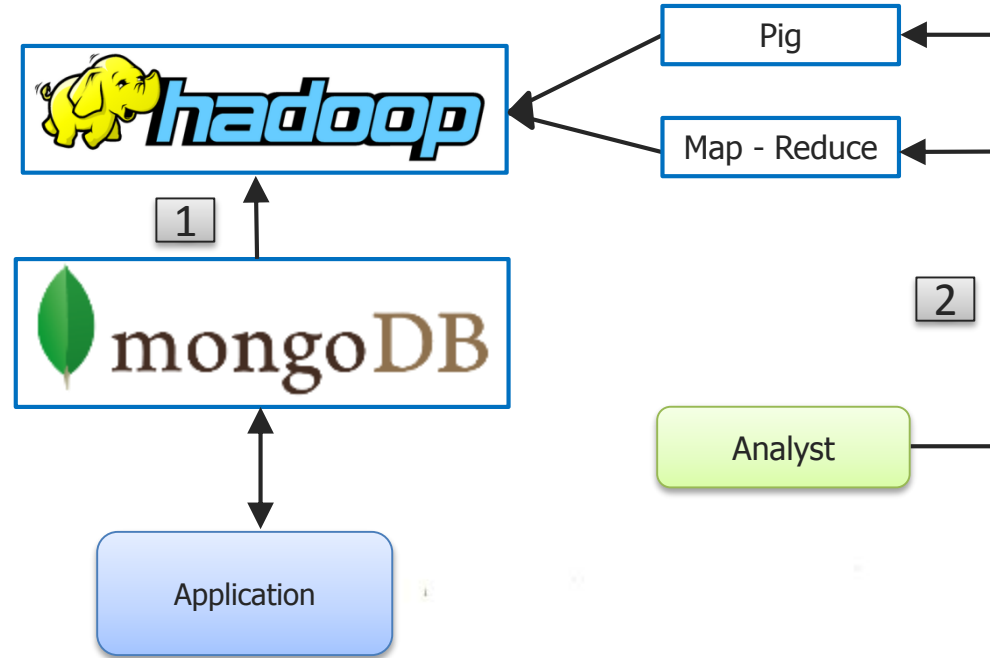 Pig
hadoop
Map - Reduce
1
2
mongoDB
Analyst
Application